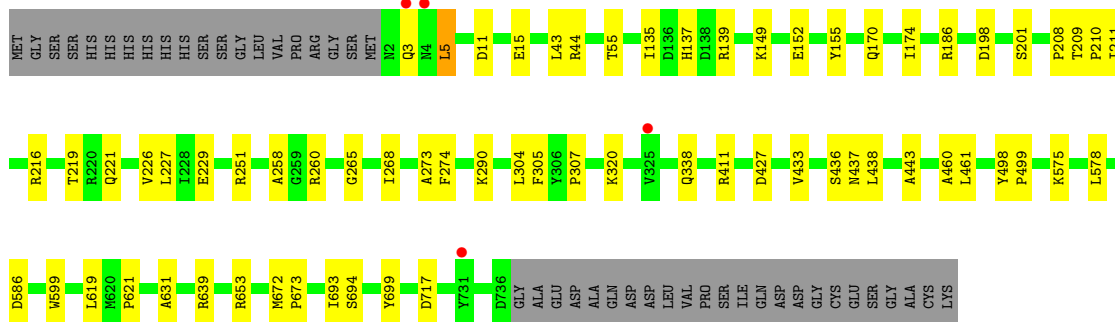 MET GLY SER SER HIS HIS HIS HIS HIS HIS SER SER GLY LEU VAL PRO ARG GLY SER MET N2 Q3 N4 L5 D11 E15 L43 R44 T55 I135 D136 H137 D138 R139 K149 E152 Y155 Q170 I174 R186 D198 S201 P208 T209 P210
R216 T219 R220 Q221 V226 L227 I228 E229 R251 A258 G259 R260 G265 I268 A273 F274 K290 L304 F305 Y306 P307 K320 V325 Q338 R411 D427 V433 S436 N437 L438 A443 A460 L461 Y498 P499 K575 L578
D586 W599 L619 M620 P621 A631 R639 R653 M672 P673 I693 S694 Y699 D717 Y731 D736 GLY ALA GLU ASP ALA GLN ASP ASP LEU VAL PRO SER ILE GLN ASP ASP GLY CYS GLU SER GLY ALA CYS LYS